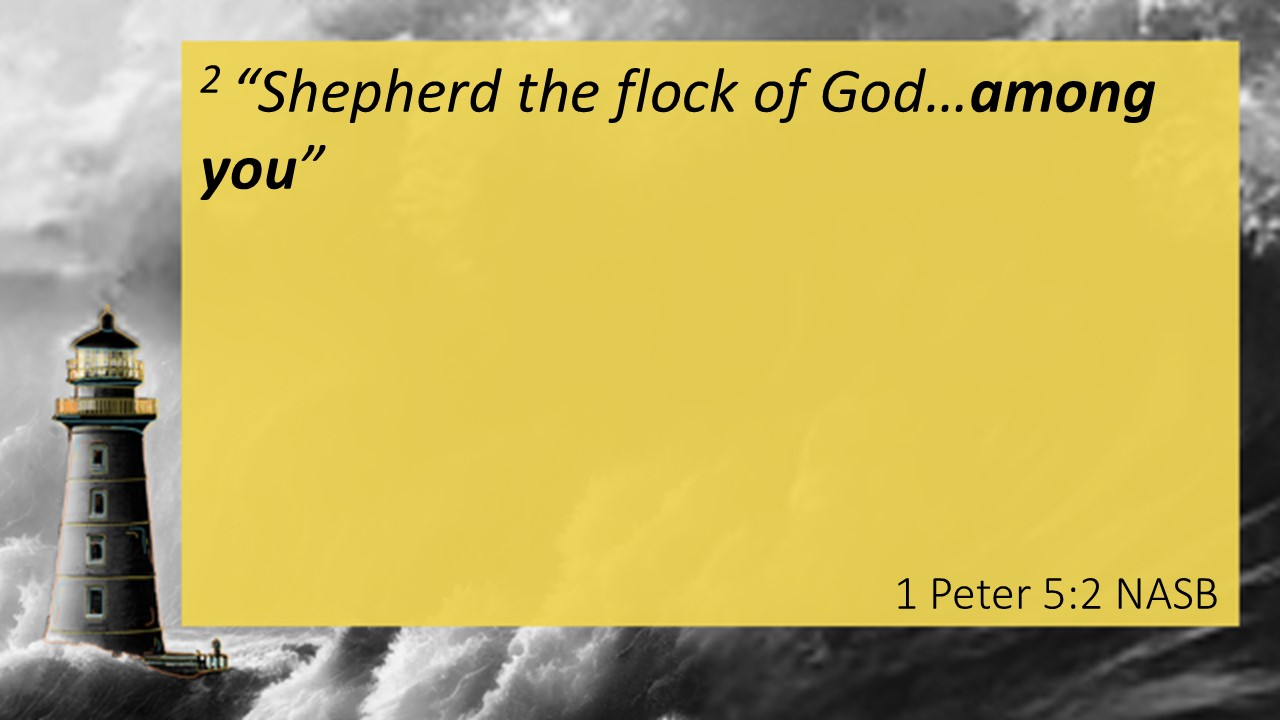 2 “Shepherd the flock of God…among
you”
1 Peter 5:2 NASB